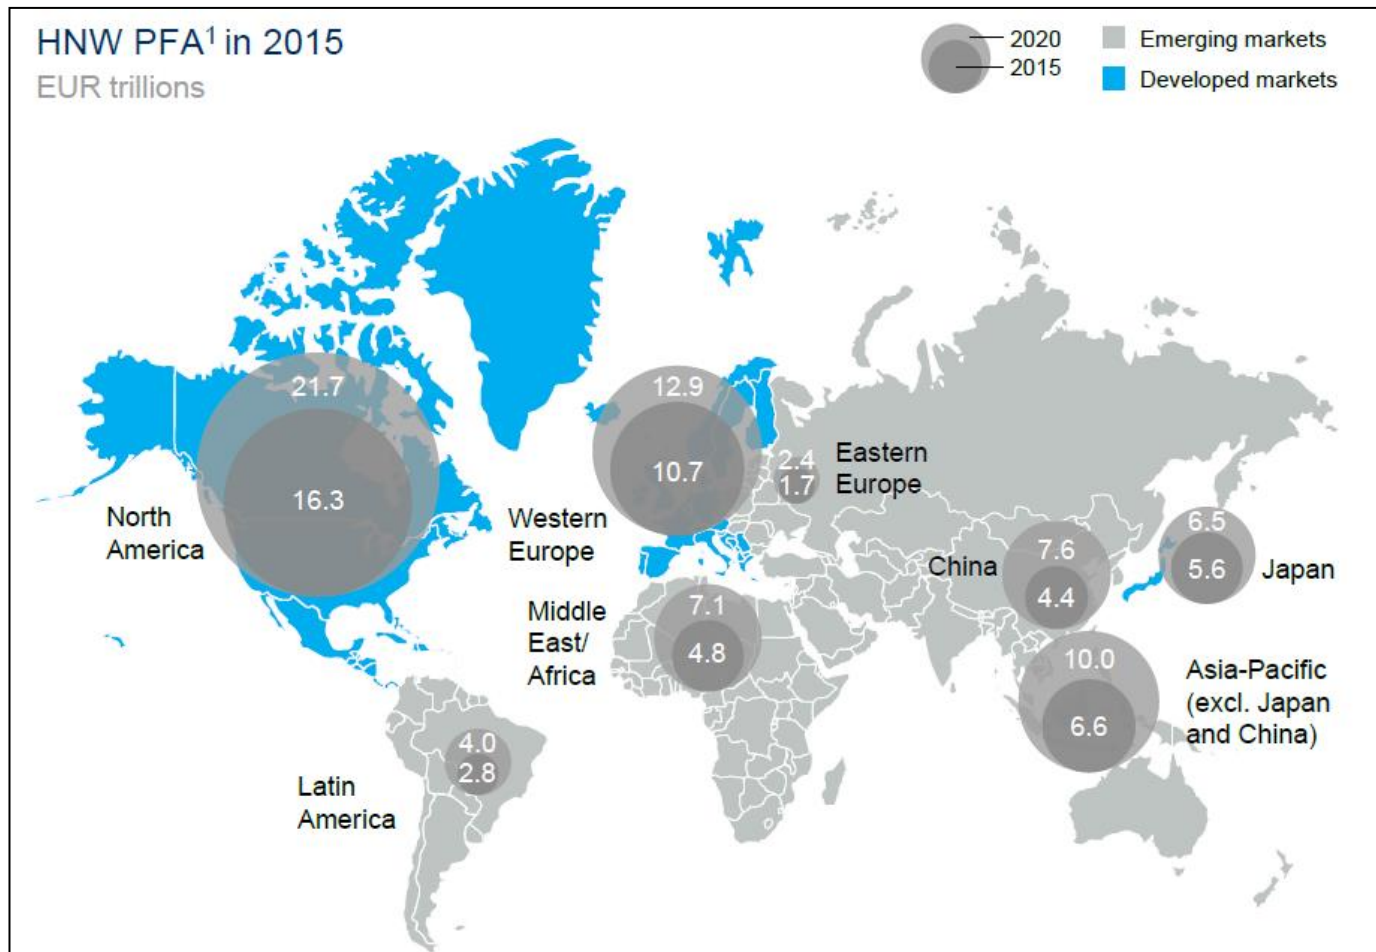 HNW PFA¹ in 2015
EUR trillions
2020
2015
Emerging markets
Developed markets
21.7
16.3
North
America
12.9
10.7
Western
Europe
2.4
1.7
Eastern
Europe
7.6
4.4
China
6.5
5.6
Japan
7.1
4.8
Middle
East/
Africa
10.0
6.6
Asia-Pacific
(excl. Japan
and China)
4.0
2.8
Latin
America